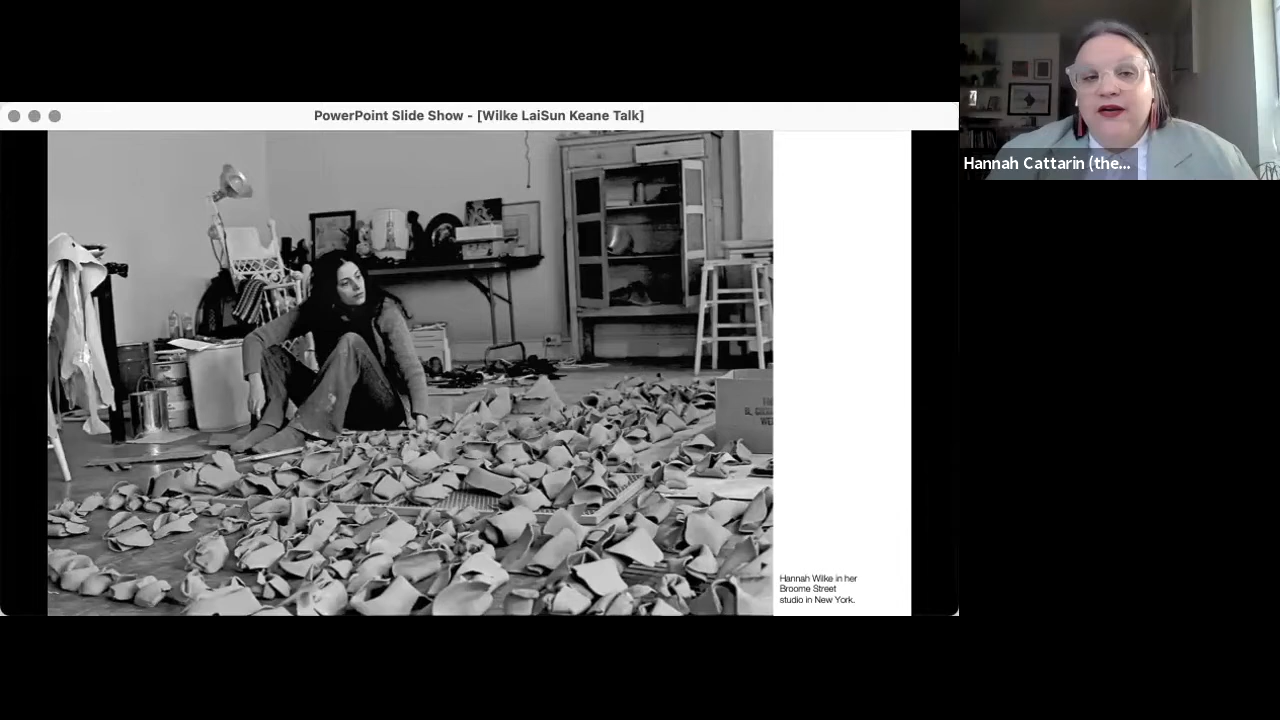 PowerPoint Slide Show - [Wilke LaiSun Keane Talk]
Hannah Cattarin (the...
Hannah Wilke in her
Broome Street
studio in New York.